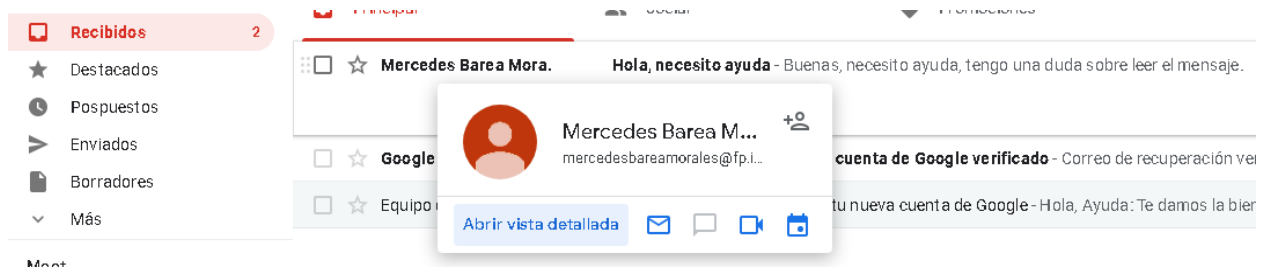 Principal Social Promociones
Recibidos 2
Destacados
Pospuestos
Enviados
Borradores
Más
Mercedes Barea Mora. Hola, necesito ayuda - Buenas, necesito ayuda, tengo una duda sobre leer el mensaje.
Mercedes Barea M...
mercedesbareamorales@fp.i...
Google cuenta de Google verificado - Correo de recuperación ver
Equipo tu nueva cuenta de Google - Hola, Ayuda: Te damos la bien
Abrir vista detallada